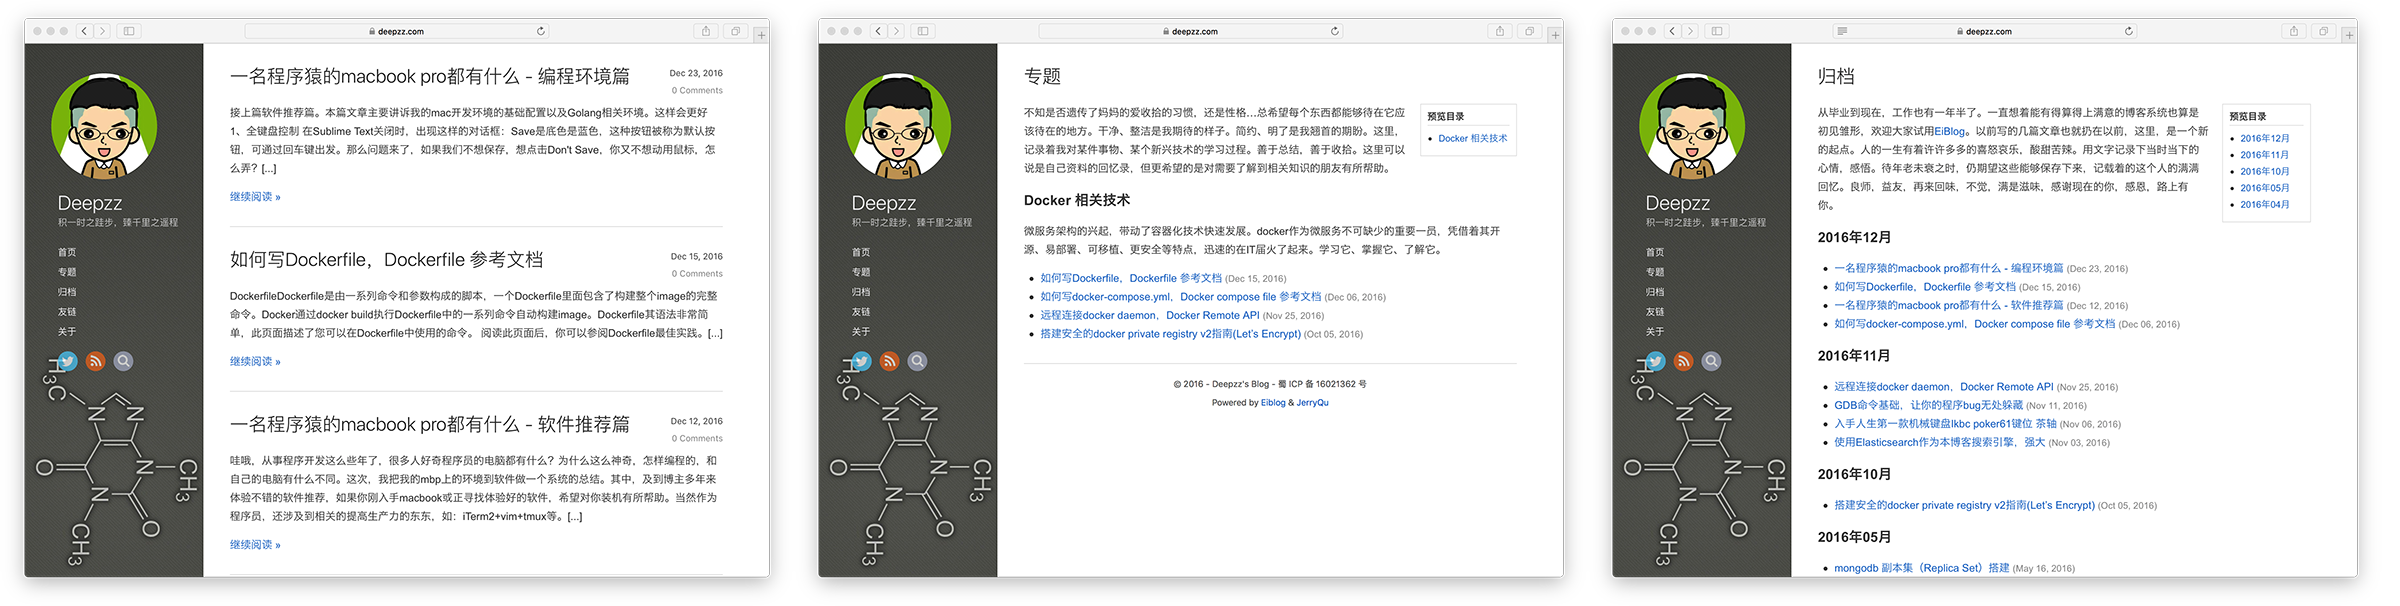 deepzz.com
Deepzz
积一时之跬步，臻千里之遥程
首页
专题
归档
友链
关于
H₃C
N
N
O
N
CH₃
N
O
CH₃
一名程序猿的macbook pro都有什么 - 编程环境篇
Dec 23, 2016
0 Comments
接上篇软件推荐篇。本篇文章主要讲诉我的mac开发环境的基础配置以及Golang相关环境。这样会更好
1、全键盘控制 在Sublime Text关闭时，出现这样的对话框：Save是底色是蓝色，这种按钮被称为默认按
钮，可通过回车键出发。那么问题来了，如果我们不想保存，想点击Don't Save，你又不想动用鼠标，怎
么弄？[...]
继续阅读 »
如何写Dockerfile，Dockerfile 参考文档
Dec 15, 2016
0 Comments
DockerfileDockerfile是由一系列命令和参数构成的脚本，一个Dockerfile里面包含了构建整个image的完整
命令。Docker通过docker build执行Dockerfile中的一系列命令自动构建image。Dockerfile其语法非常简
单，此页面描述了您可以在Dockerfile中使用的命令。 阅读此页面后，你可以参阅Dockerfile最佳实践。[...]
继续阅读 »
一名程序猿的macbook pro都有什么 - 软件推荐篇
Dec 12, 2016
0 Comments
哇哦，从事程序开发这么些年了，很多人好奇程序员的电脑都有什么？为什么这么神奇，怎样编程的，和
自己的电脑有什么不同。这次，我把我的mbp上的环境到软件做一个系统的总结。其中，及到博主多年来
体验不错的软件推荐，如果你刚入手macbook或正寻找体验好的软件，希望对你装机有所帮助。当然作为
程序员，还涉及到相关的提高生产力的东东，如：iTerm2+vim+tmux等。[...]
继续阅读 »
deepzz.com
Deepzz
积一时之跬步，臻千里之遥程
首页
专题
归档
友链
关于
H₃C
N
N
O
N
CH₃
N
O
CH₃
专题
不知是否遗传了妈妈的爱收拾的习惯，还是性格...总希望每个东西都能够待在它应
该待在的地方。干净、整洁是我期待的样子。简约、明了是我翘首的期盼。这里，
记录着我对某件事物、某个新兴技术的学习过程。善于总结，善于收拾。这里可以
说是自己资料的回忆录，但更希望的是对需要了解到相关知识的朋友有所帮助。
预览目录
Docker 相关技术
Docker 相关技术
微服务架构的兴起，带动了容器化技术快速发展。docker作为微服务不可缺少的重要一员，凭借着其开
源、易部署、可移植、更安全等特点，迅速的在IT届火了起来。学习它、掌握它、了解它。
如何写Dockerfile，Dockerfile 参考文档 (Dec 15, 2016)
如何写docker-compose.yml，Docker compose file 参考文档 (Dec 06, 2016)
远程连接docker daemon，Docker Remote API (Nov 25, 2016)
搭建安全的docker private registry v2指南(Let's Encrypt) (Oct 05, 2016)
© 2016 - Deepzz's Blog - 蜀 ICP 备 16021362 号
Powered by Eiblog & JerryQu
deepzz.com
Deepzz
积一时之跬步，臻千里之遥程
首页
专题
归档
友链
关于
H₃C
N
N
O
N
CH₃
N
O
CH₃
归档
从毕业到现在，工作也有一年半了。一直想着能有得算得上满意的博客系统也算是
初见雏形，欢迎大家试用EiBlog。以前写的几篇文章也就扔在以前，这里，是一个新
的起点。人的一生有着许许多多的喜怒哀乐，酸甜苦辣。用文字记录下当时当下的
心情，感悟。待年老未衰之时，仍期望这些能够保存下来，记载着的这个人的满满
回忆。良师，益友，再来回味，不觉，满是滋味，感谢现在的你，感恩，路上有
你。
预览目录
2016年12月
2016年11月
2016年10月
2016年05月
2016年04月
2016年12月
一名程序猿的macbook pro都有什么 - 编程环境篇 (Dec 23, 2016)
如何写Dockerfile，Dockerfile 参考文档 (Dec 15, 2016)
一名程序猿的macbook pro都有什么 - 软件推荐篇 (Dec 12, 2016)
如何写docker-compose.yml，Docker compose file 参考文档 (Dec 06, 2016)
2016年11月
远程连接docker daemon，Docker Remote API (Nov 25, 2016)
GDB命令基础，让你的程序bug无处躲藏 (Nov 11, 2016)
入手人生第一款机械键盘Ikbc poker61键位 茶轴 (Nov 06, 2016)
使用Elasticsearch作为本博客搜索引擎，强大 (Nov 03, 2016)
2016年10月
搭建安全的docker private registry v2指南(Let's Encrypt) (Oct 05, 2016)
2016年05月
mongodb 副本集（Replica Set）搭建 (May 16, 2016)